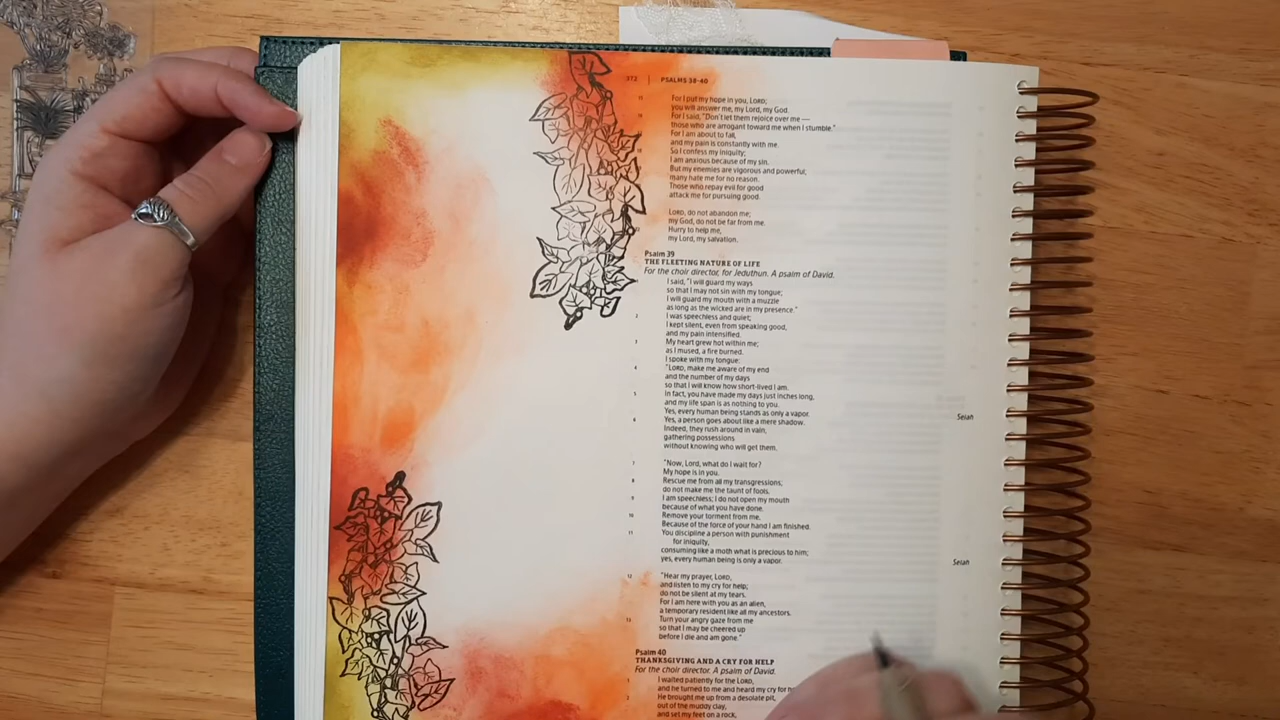 372 | PSALMS 38–40
15 For I put my hope in you, LORD;
you will answer me, my Lord, my God.
16 For I said, "Don't let them rejoice over me —
those who are arrogant toward me when I stumble."
For I am about to fall,
and my pain is constantly with me.
18 So I confess my iniquity;
I am anxious because of my sin.
But my enemies are vigorous and powerful;
many hate me for no reason.
Those who repay evil for good
attack me for pursuing good.
LORD, do not abandon me;
my God, do not be far from me.
22 Hurry to help me,
my Lord, my salvation.
Psalm 39
THE FLEETING NATURE OF LIFE
For the choir director, for Jeduthun. A psalm of David.
I said, "I will guard my ways
so that I may not sin with my tongue;
I will guard my mouth with a muzzle
as long as the wicked are in my presence."
2 I was speechless and quiet;
I kept silent, even from speaking good,
and my pain intensified.
3 My heart grew hot within me;
as I mused, a fire burned.
I spoke with my tongue:
4 "LORD, make me aware of my end
and the number of my days
so that I will know how short-lived I am.
5 In fact, you have made my days just inches long,
and my life span is as nothing to you.
Yes, every human being stands as only a vapor. Selah
6 Yes, a person goes about like a mere shadow.
Indeed, they rush around in vain,
gathering possessions
without knowing who will get them.
7 "Now, Lord, what do I wait for?
My hope is in you.
8 Rescue me from all my transgressions;
do not make me the taunt of fools.
9 I am speechless; I do not open my mouth
because of what you have done.
10 Remove your torment from me.
Because of the force of your hand I am finished.
11 You discipline a person with punishment
for iniquity,
consuming like a moth what is precious to him;
yes, every human being is only a vapor. Selah
12 "Hear my prayer, LORD,
and listen to my cry for help;
do not be silent at my tears.
For I am here with you as an alien,
a temporary resident like all my ancestors.
13 Turn your angry gaze from me
so that I may be cheered up
before I die and am gone."
Psalm 40
THANKSGIVING AND A CRY FOR HELP
For the choir director. A psalm of David.
1 I waited patiently for the LORD,
and he turned to me and heard my cry for
2 He brought me up from a desolate pit,
out of the muddy clay,
and set my feet on a rock,